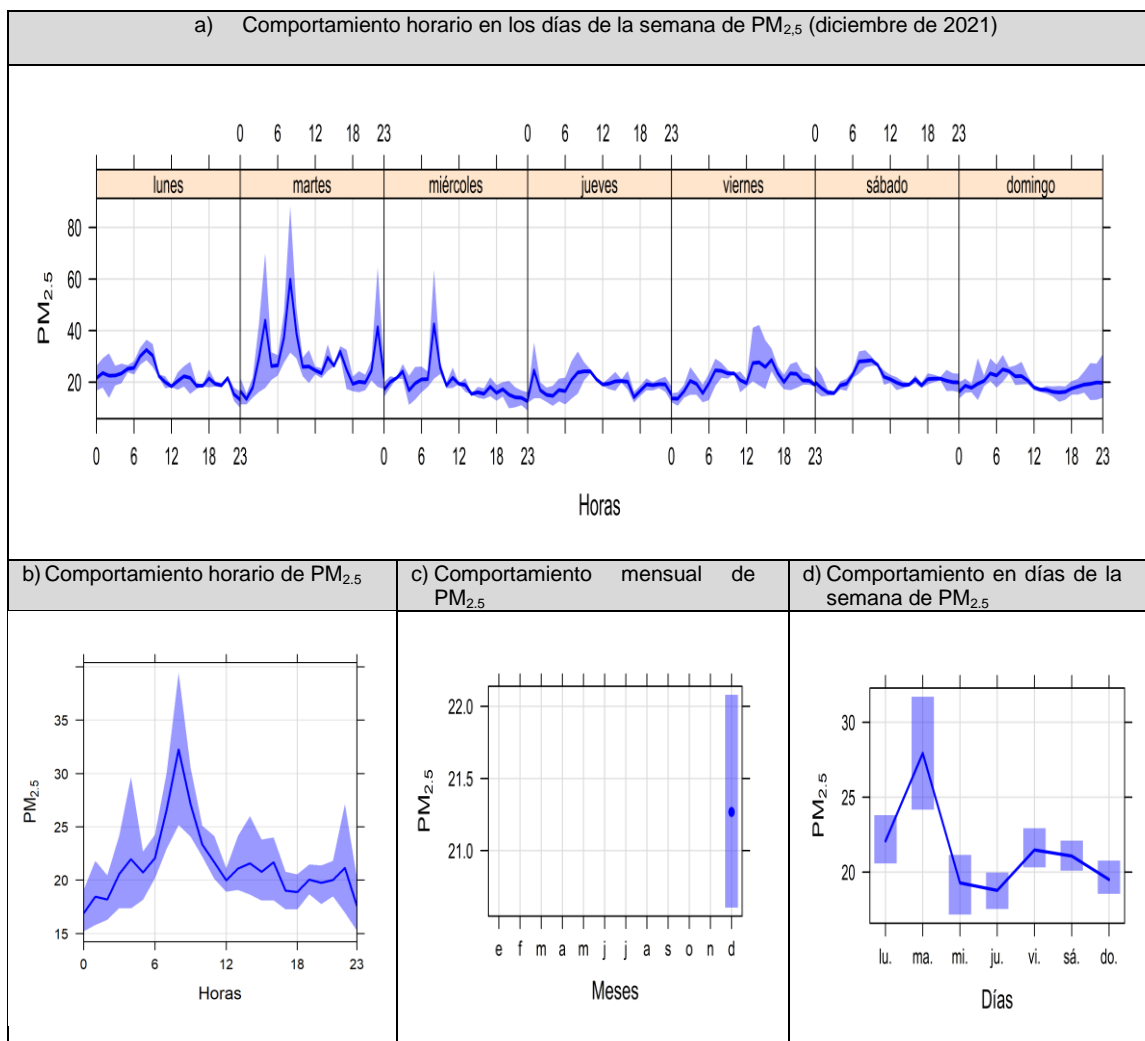 a) Comportamiento horario en los días de la semana de PM2,5 (diciembre de 2021)
0 6 12 18 23 0 6 12 18 23 0 6 12 18 23
lunes martes miércoles jueves viernes sábado domingo
80
60
40
20
PM2.5
0 6 12 18 23 0 6 12 18 23 0 6 12 18 23 0 6 12 18 23
Horas
b) Comportamiento horario de PM2.5
c) Comportamiento mensual de
PM2.5
d) Comportamiento en días de la
semana de PM2.5
35
30
25
20
15
PM2.5
0 6 12 18 23
Horas
22.0
21.5
21.0
PM2.5
e f m a m j j a s o n d
Meses
30
25
20
PM2.5
lu. ma. mi. ju. vi. sá. do.
Días